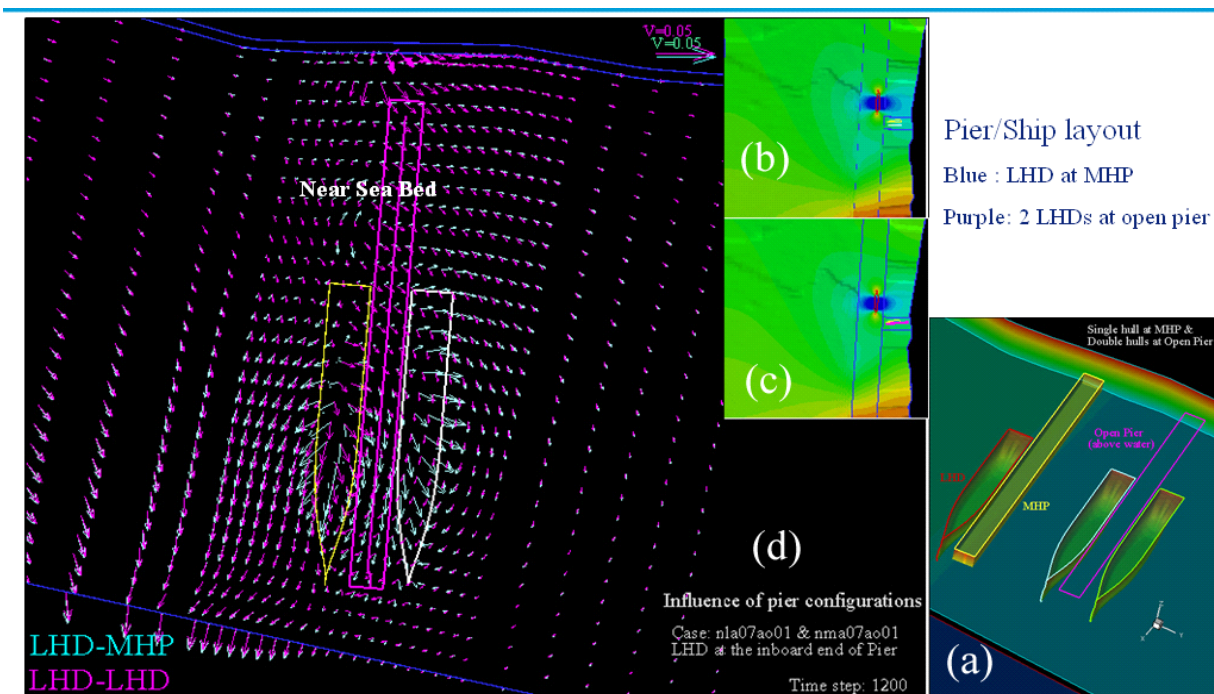 V=0.05
V=0.05
Near Sea Bed
(b)
(c)
(d)
Influence of pier configurations
Case: nla07ao01 & nma07ao01
LHD at the inboard end of Pier
Time step: 1200
LHD-MHP
LHD-LHD
Pier/Ship layout
Blue : LHD at MHP
Purple: 2 LHDs at open pier
Single hull at MHP &
Double hulls at Open Pier
Open Pier
(above water)
LHD
MHP
Z
X
Y
(a)